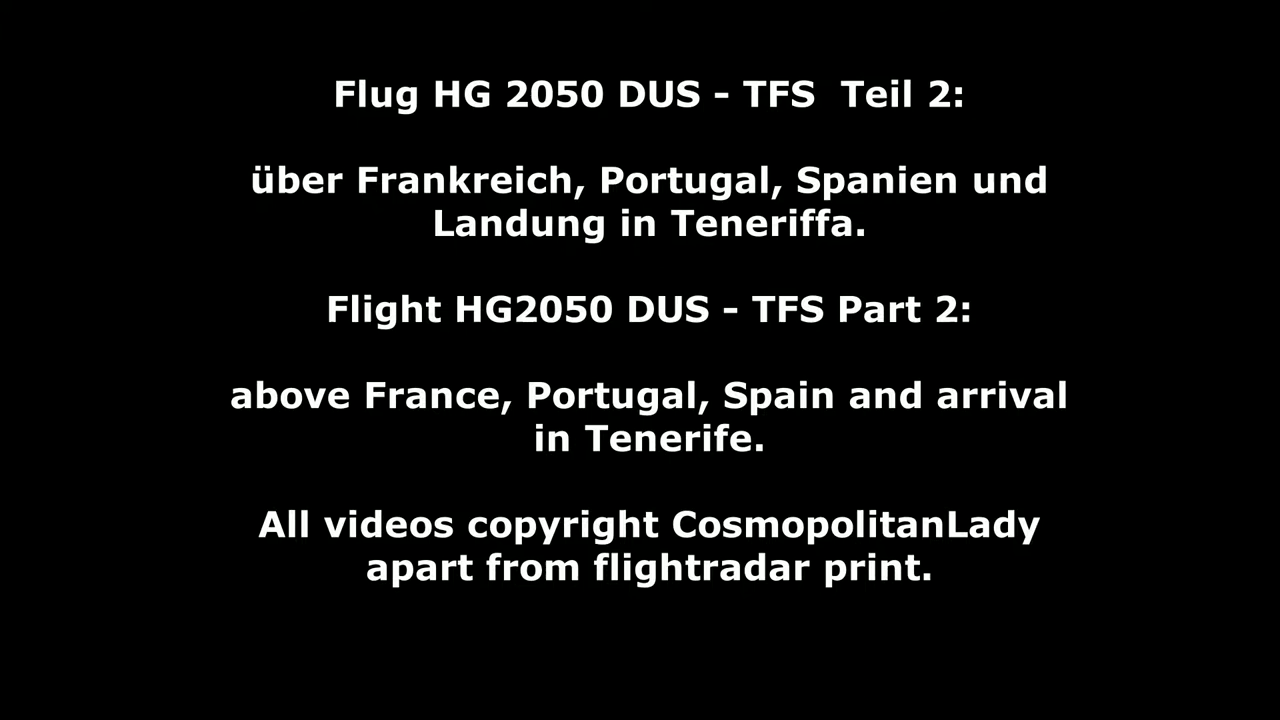 Flug HG 2050 DUS - TFS  Teil 2:
über Frankreich, Portugal, Spanien und
Landung in Teneriffa.
Flight HG2050 DUS - TFS Part 2:
above France, Portugal, Spain and arrival
in Tenerife.
All videos copyright CosmopolitanLady
apart from flightradar print.